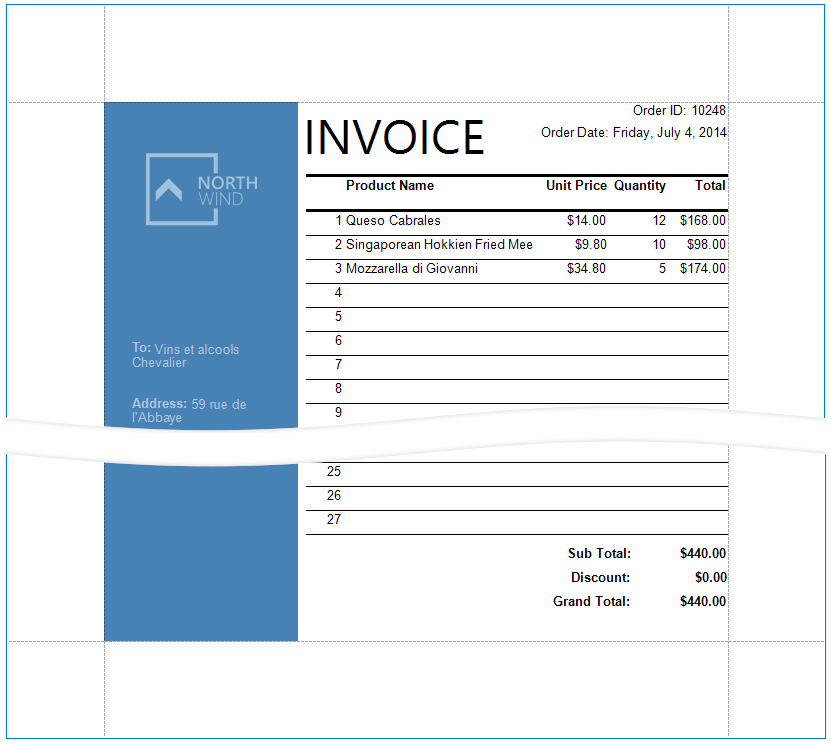 Order ID: 10248
INVOICE
Order Date: Friday, July 4, 2014
NORTH
WIND
Product Name Unit Price Quantity Total
1 Queso Cabrales $14.00 12 $168.00
2 Singaporean Hokkien Fried Mee $9.80 10 $98.00
3 Mozzarella di Giovanni $34.80 5 $174.00
4
5
6
7
8
9
To: Vins et alcools
Chevalier
Address: 59 rue de
l'Abbaye
25
26
27
Sub Total: $440.00
Discount: $0.00
Grand Total: $440.00